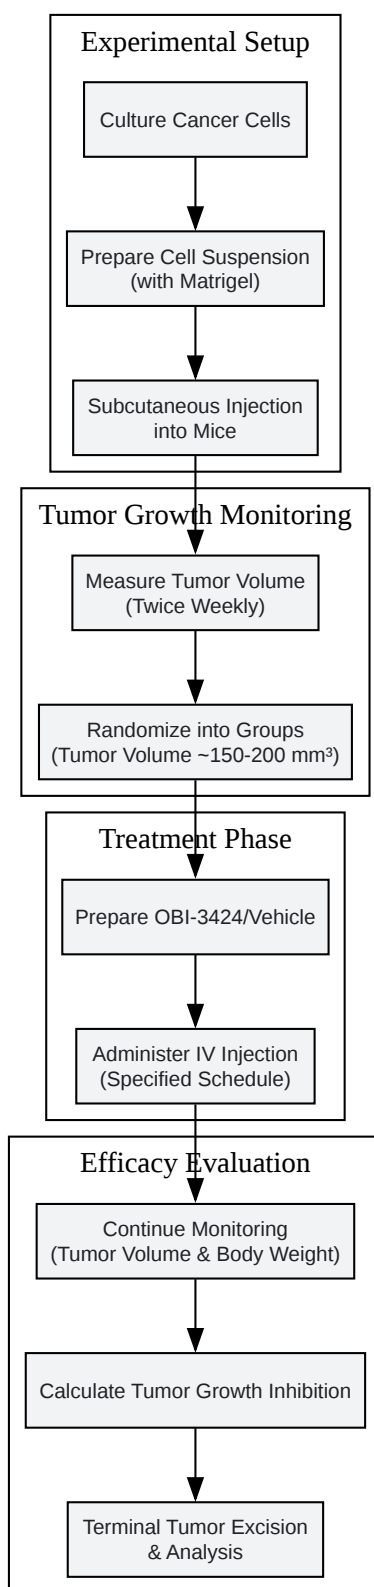 Experimental Setup
Culture Cancer Cells
Prepare Cell Suspension
(with Matrigel)
Subcutaneous Injection
into Mice
Tumor Growth Monitoring
Measure Tumor Volume
(Twice Weekly)
Randomize into Groups
(Tumor Volume ~150-200 mm³)
Treatment Phase
Prepare OBI-3424/Vehicle
Administer IV Injection
(Specified Schedule)
Efficacy Evaluation
Continue Monitoring
(Tumor Volume & Body Weight)
Calculate Tumor Growth Inhibition
Terminal Tumor Excision
& Analysis